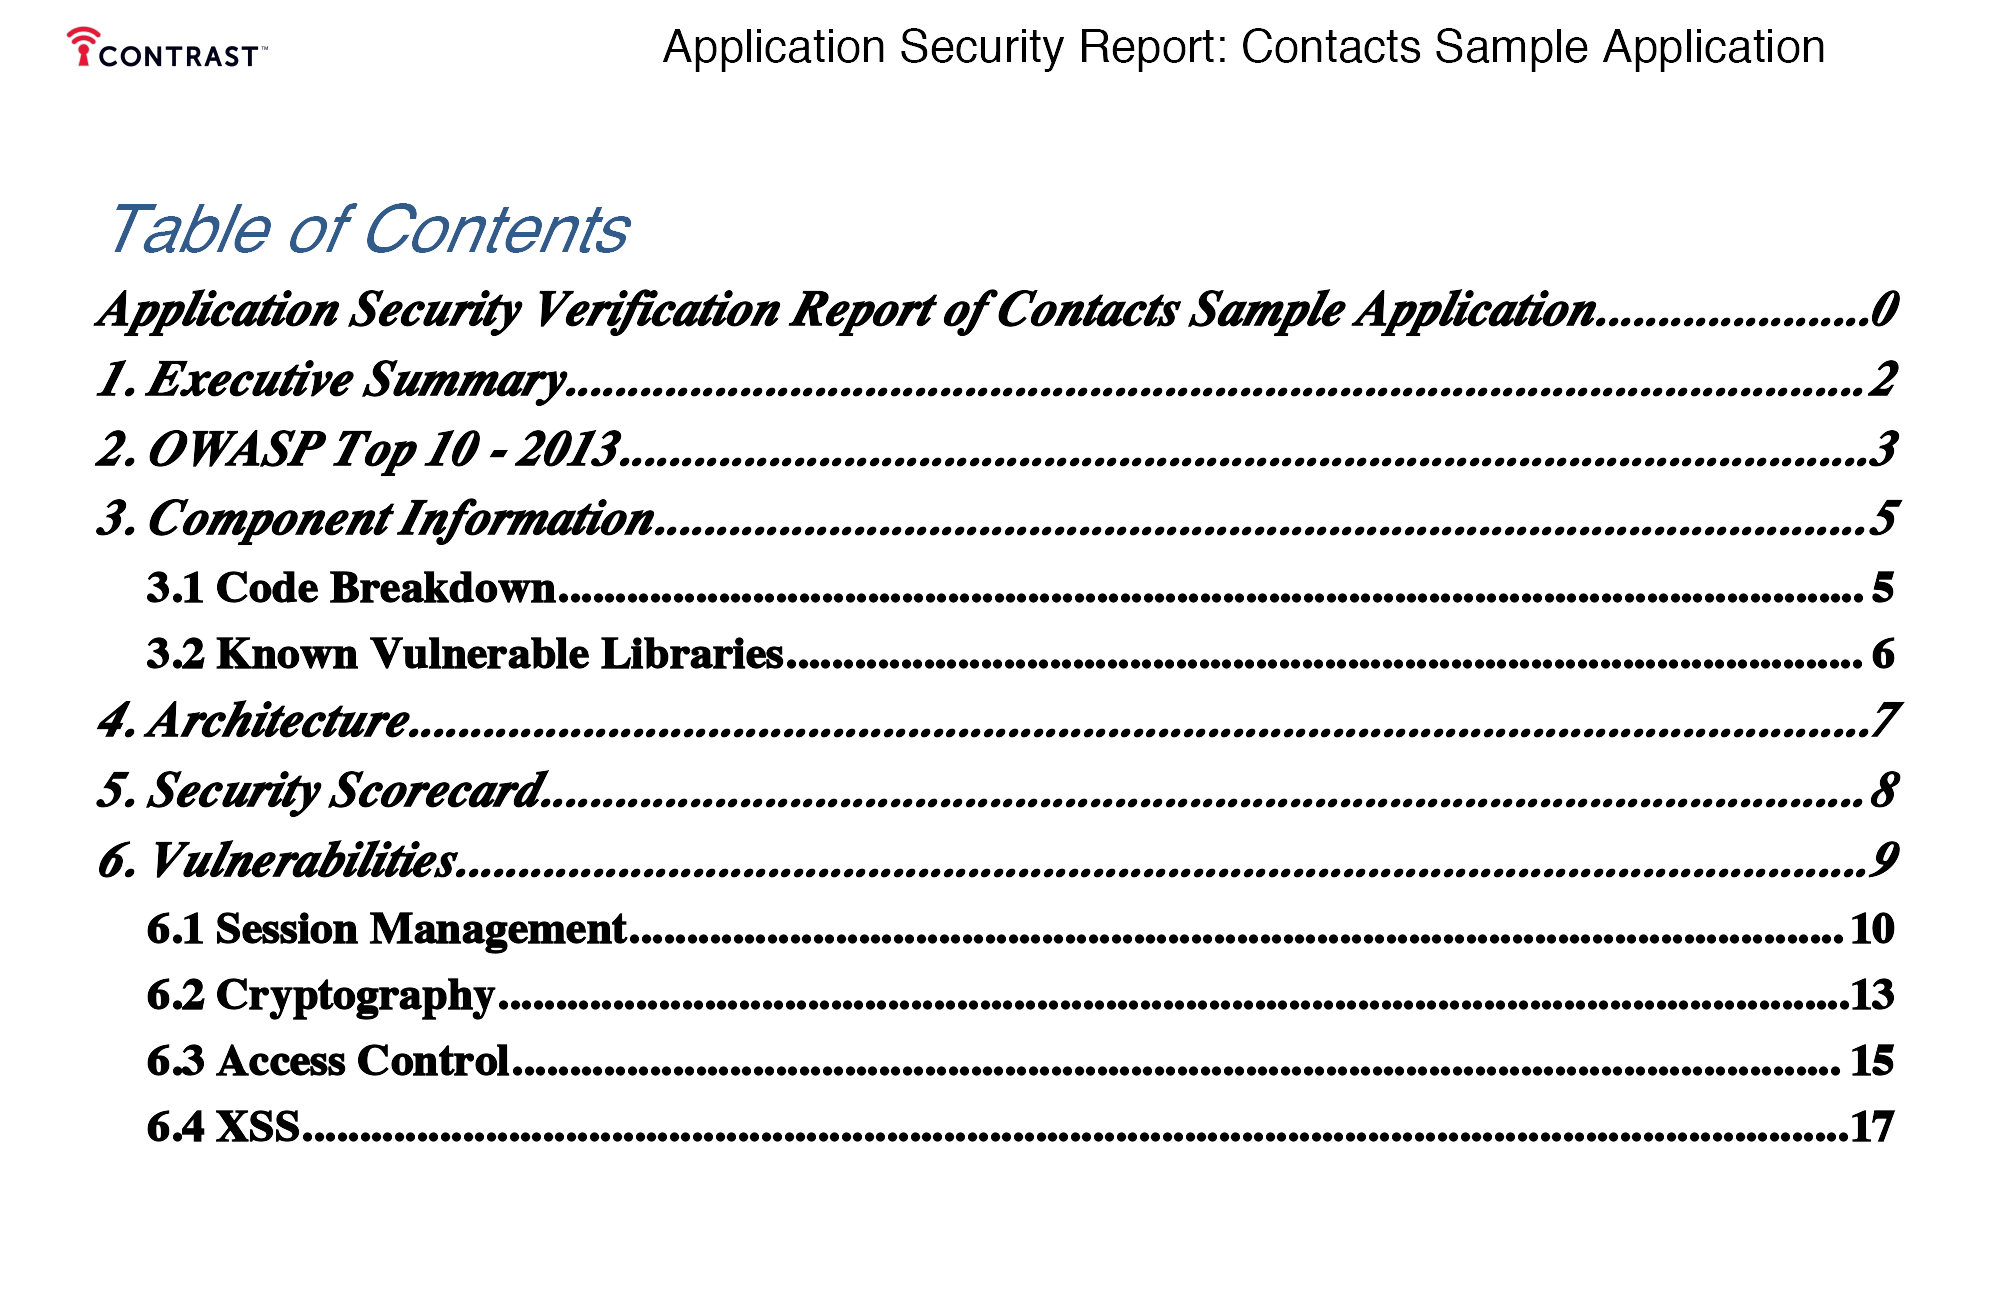 CONTRAST™
Application Security Report: Contacts Sample Application
Table of Contents
Application Security Verification Report of Contacts Sample Application......................0
1. Executive Summary........................................................................................................2
2. OWASP Top 10 - 2013....................................................................................................3
3. Component Information.................................................................................................5
3.1 Code Breakdown................................................................................................................ 5
3.2 Known Vulnerable Libraries............................................................................................. 6
4. Architecture.....................................................................................................................7
5. Security Scorecard.......................................................................................................... 8
6. Vulnerabilities.................................................................................................................9
6.1 Session Management........................................................................................................ 10
6.2 Cryptography....................................................................................................................13
6.3 Access Control.................................................................................................................. 15
6.4 XSS.....................................................................................................................................17